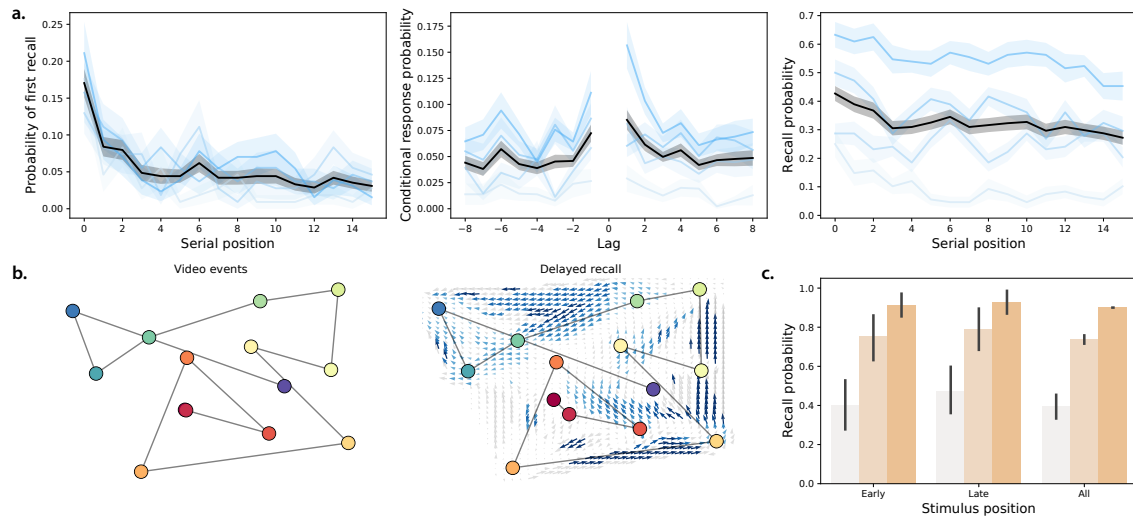 a.
Probability of first recall
0.25
0.20
0.15
0.10
0.05
0.00
0 2 4 6 8 10 12 14
Serial position
Conditional response probability
0.175
0.150
0.125
0.100
0.075
0.050
0.025
0.000
−8 −6 −4 −2 0 2 4 6 8
Lag
Recall probability
0.7
0.6
0.5
0.4
0.3
0.2
0.1
0.0
0 2 4 6 8 10 12 14
Serial position
b.
Video events
Delayed recall
c.
Recall probability
1.0
0.8
0.6
0.4
0.2
0.0
Early Late All
Stimulus position